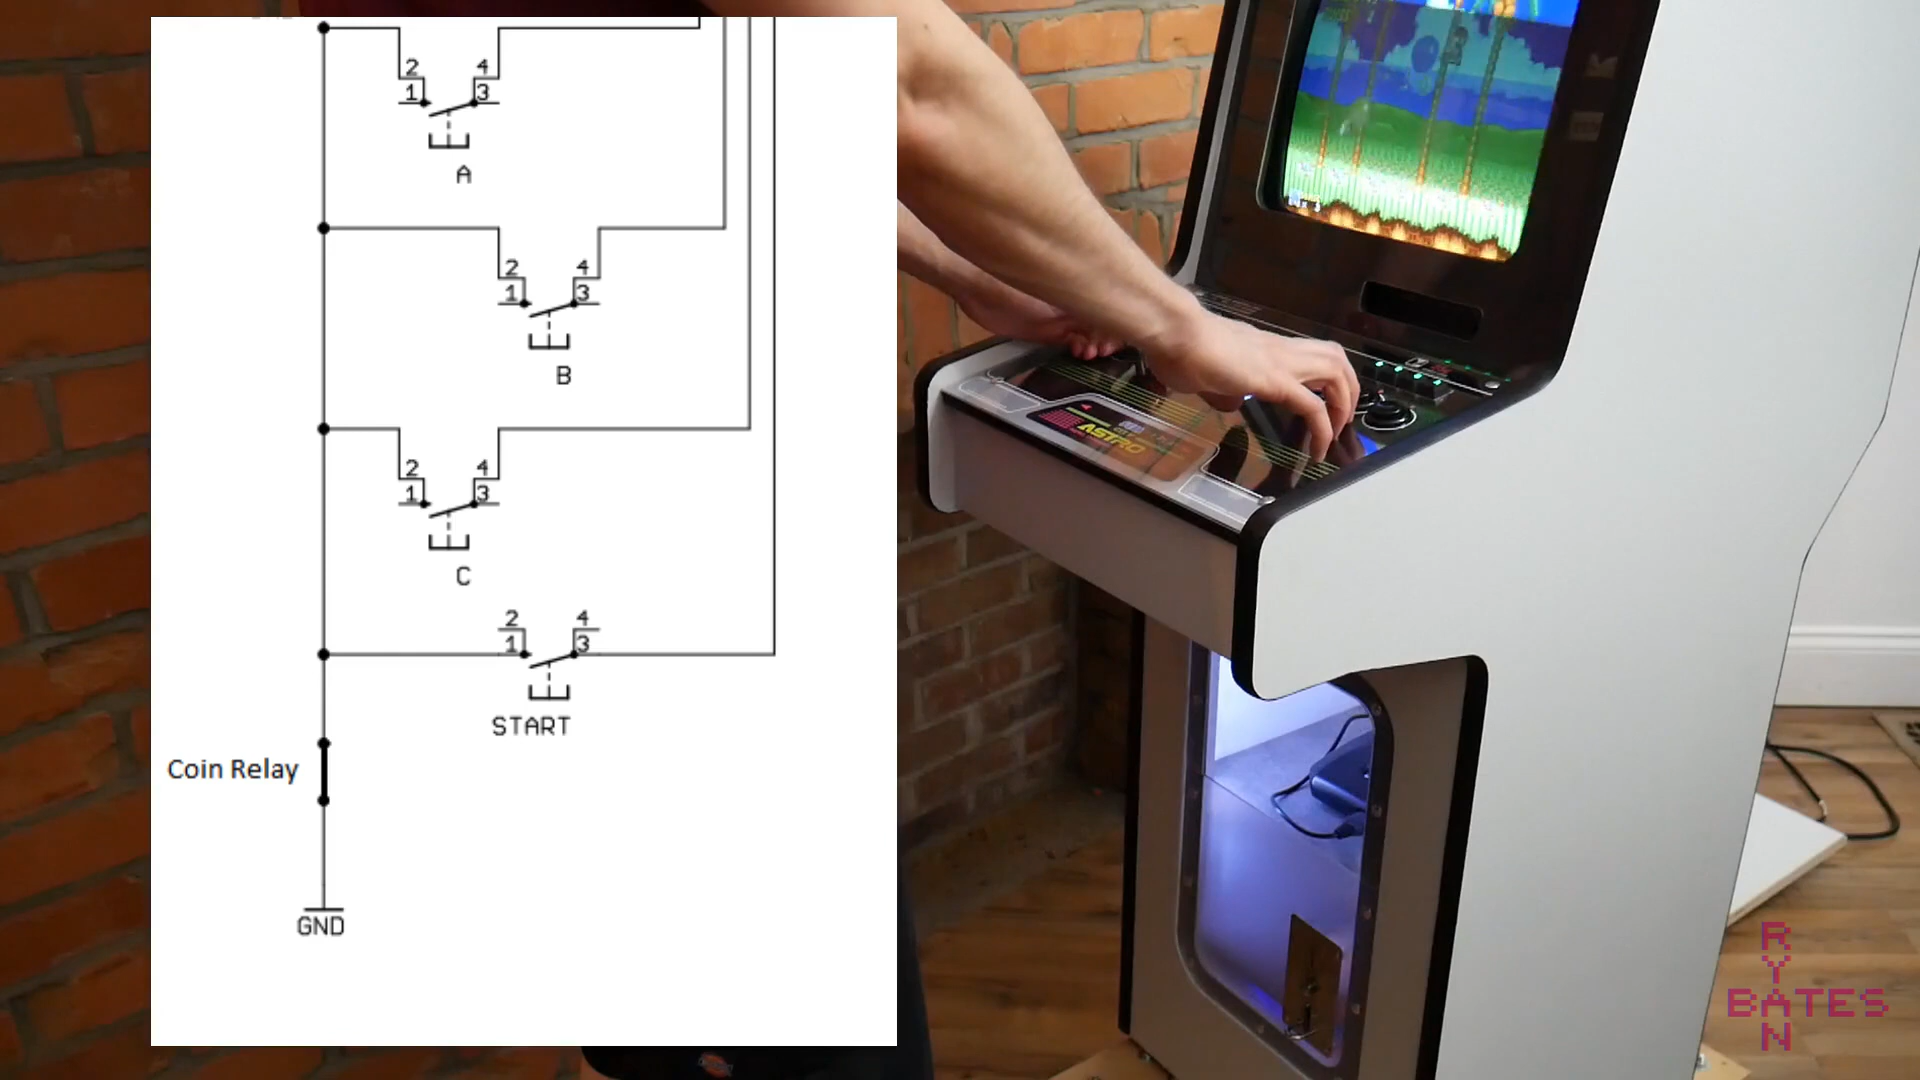 2 4
1 3
A
2 4
1 3
B
2 4
1 3
C
2 4
1 3
START
Coin Relay
GND
ASTRO
RYAN
BATES